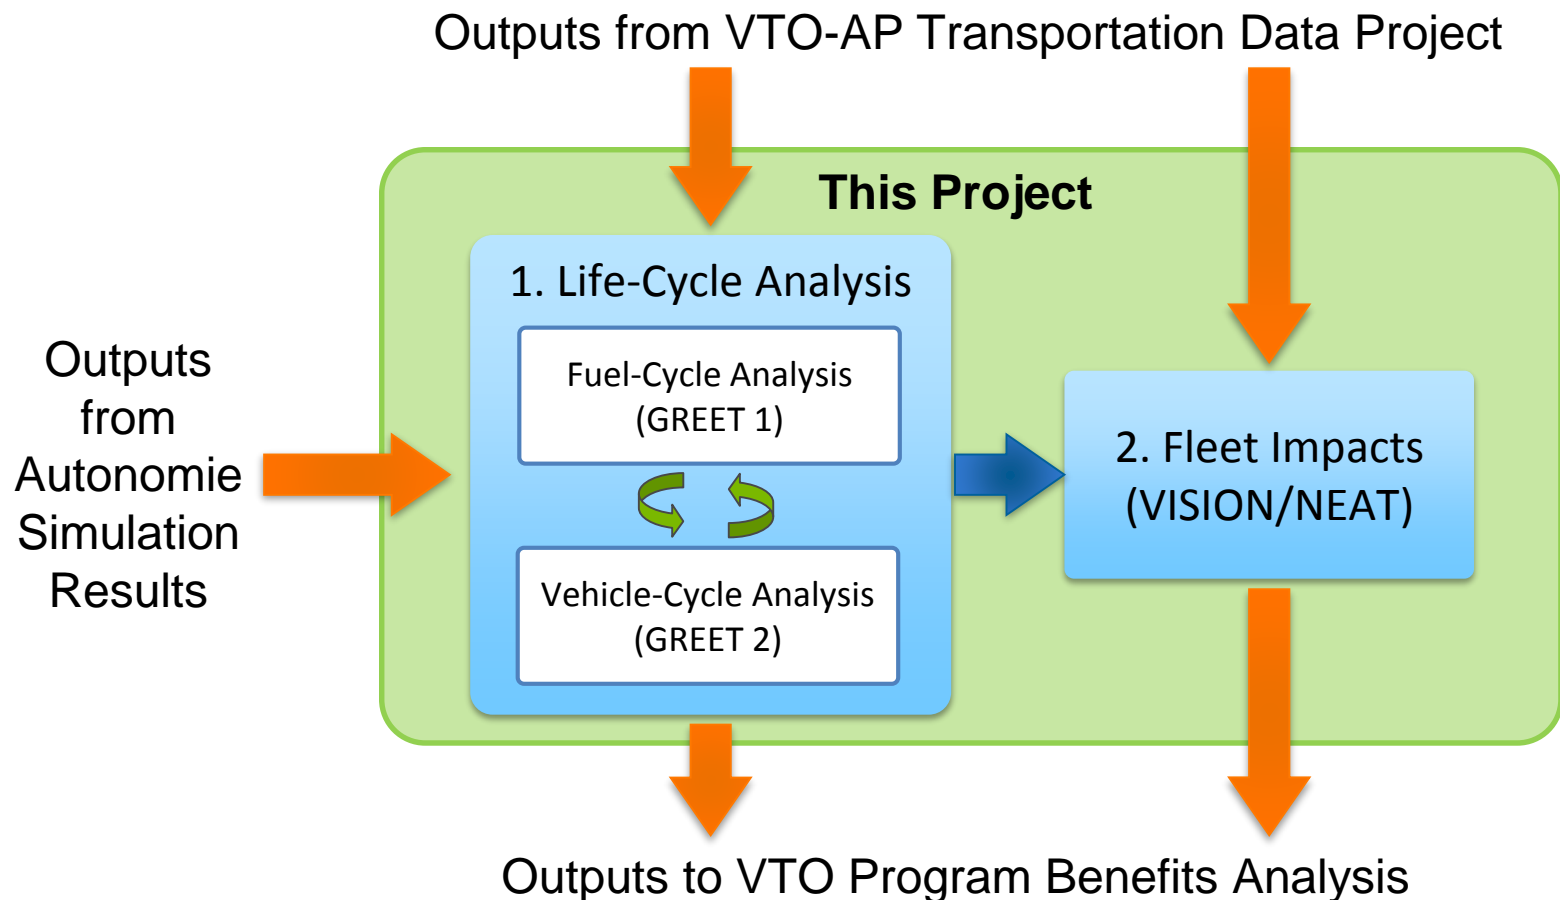 Outputs from VTO-AP Transportation Data Project
This Project
1. Life-Cycle Analysis
Fuel-Cycle Analysis
(GREET 1)
Vehicle-Cycle Analysis
(GREET 2)
Outputs
from
Autonomie
Simulation
Results
2. Fleet Impacts
(VISION/NEAT)
Outputs to VTO Program Benefits Analysis